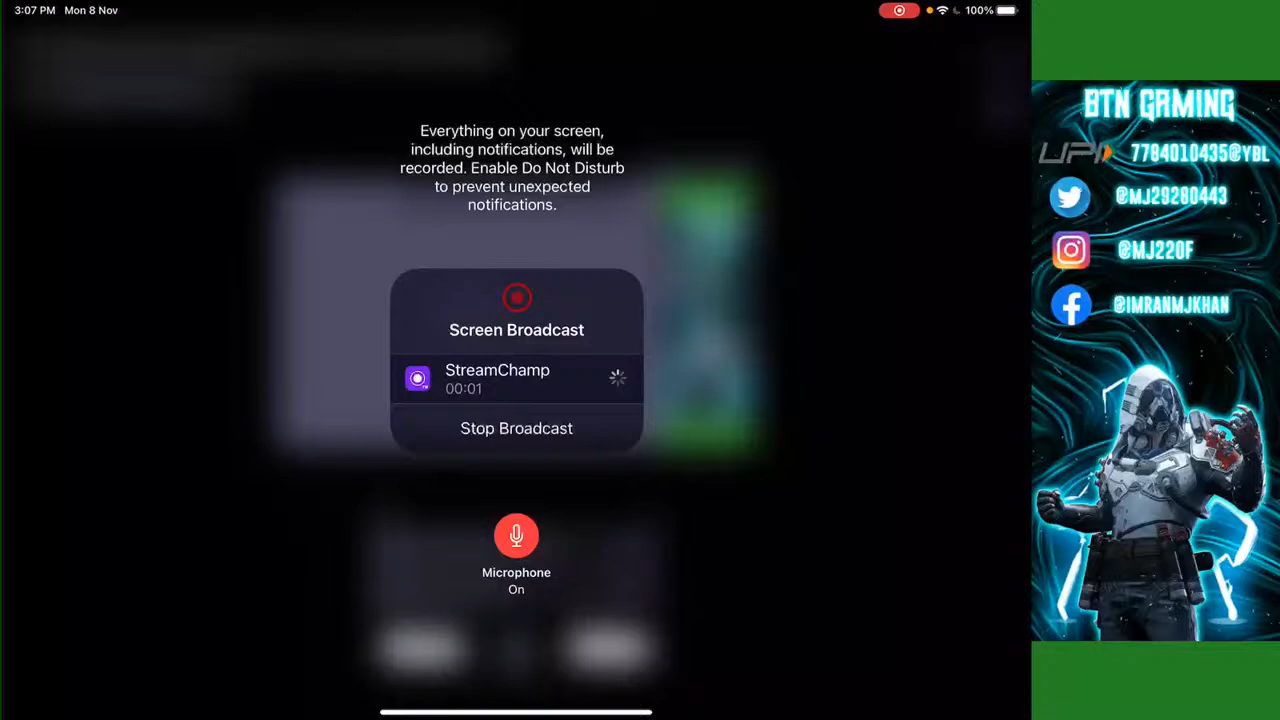 3:07 PM Mon 8 Nov
100%
Everything on your screen,
including notifications, will be
recorded. Enable Do Not Disturb
to prevent unexpected
notifications.
Screen Broadcast
StreamChamp
00:01
Stop Broadcast
Microphone
On
BTN GAMING
UPI 7784010435@YBL
@MJ29280443
@MJ220F
@IMRANMJKHAN